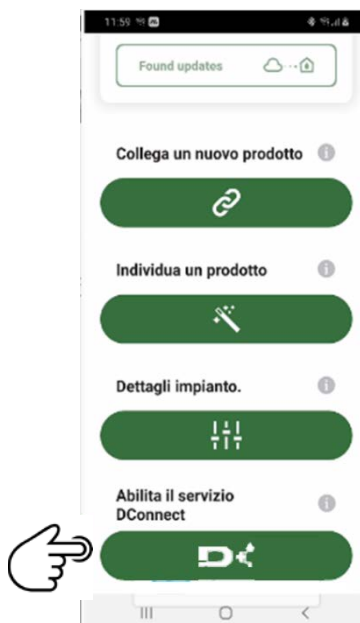 11:59
Found updates
Collega un nuovo prodotto
Individua un prodotto
Dettagli impianto.
Abilita il servizio
DConnect